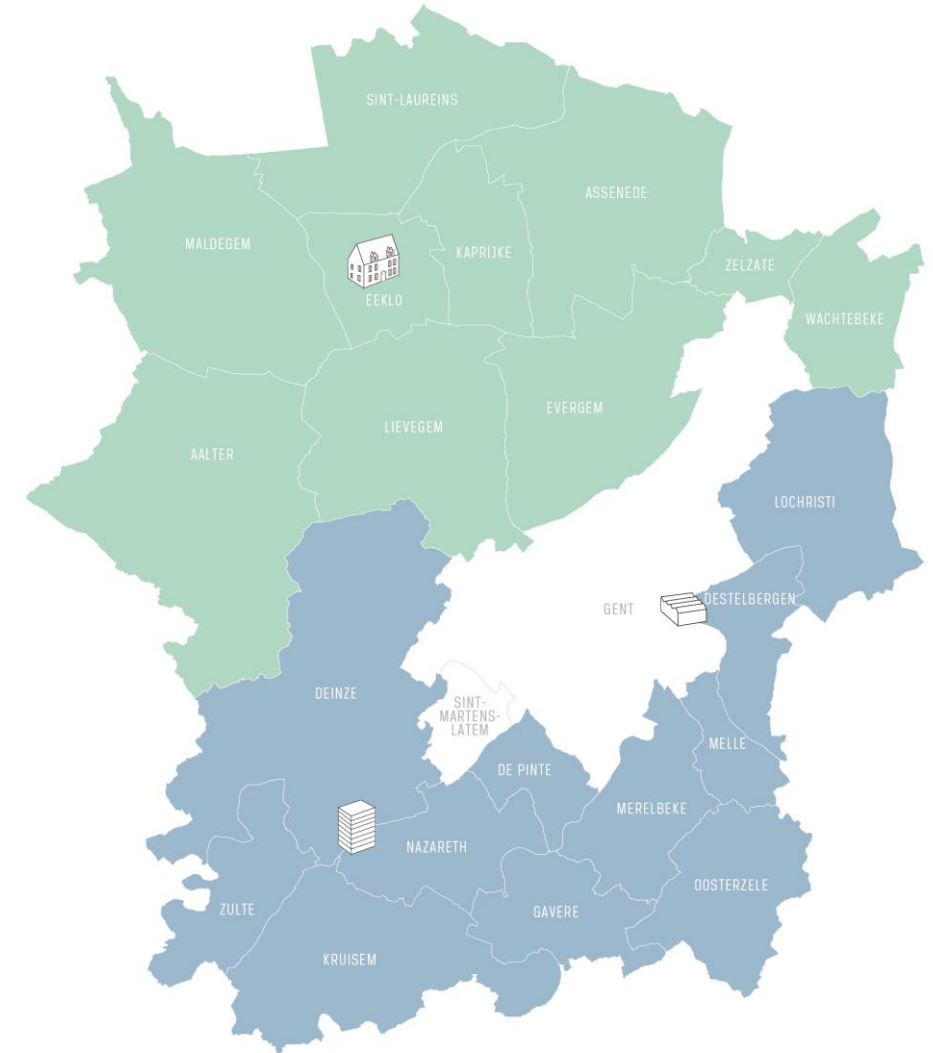 SINT-LAUREINS
ASSENEDE
MALDEGEM
KAPRIJKE
ZELZATE
EEKLO
WACHTEBEKE
EVERGEM
LIEVEGEM
AALTER
LOCHRISTI
DESTELBERGEN
GENT
DEINZE
SINT-
MARTENS-
LATEM
MELLE
DE PINTE
MERELBEKE
NAZARETH
OOSTERZELE
ZULTE
GAVERE
KRUISEM